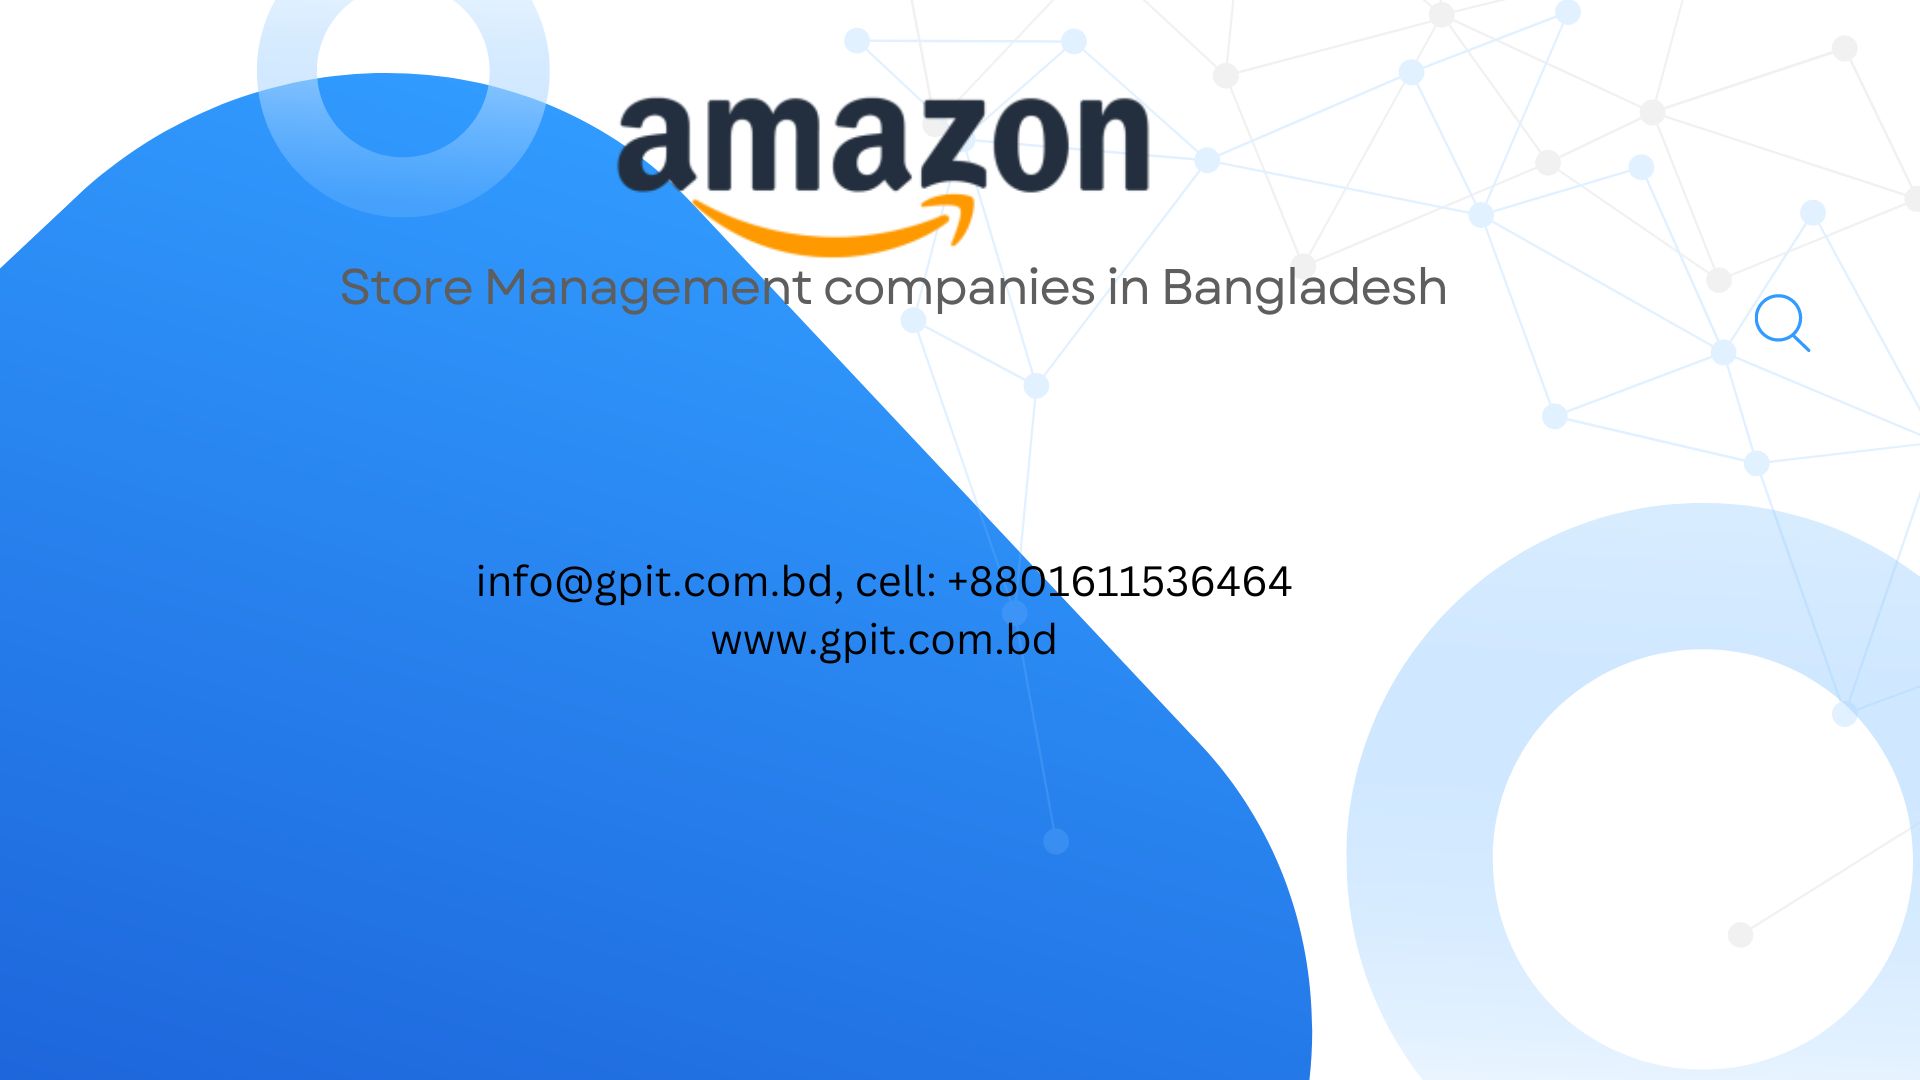 amazon
Store Management companies in Bangladesh
info@gpit.com.bd, cell: +8801611536464
www.gpit.com.bd